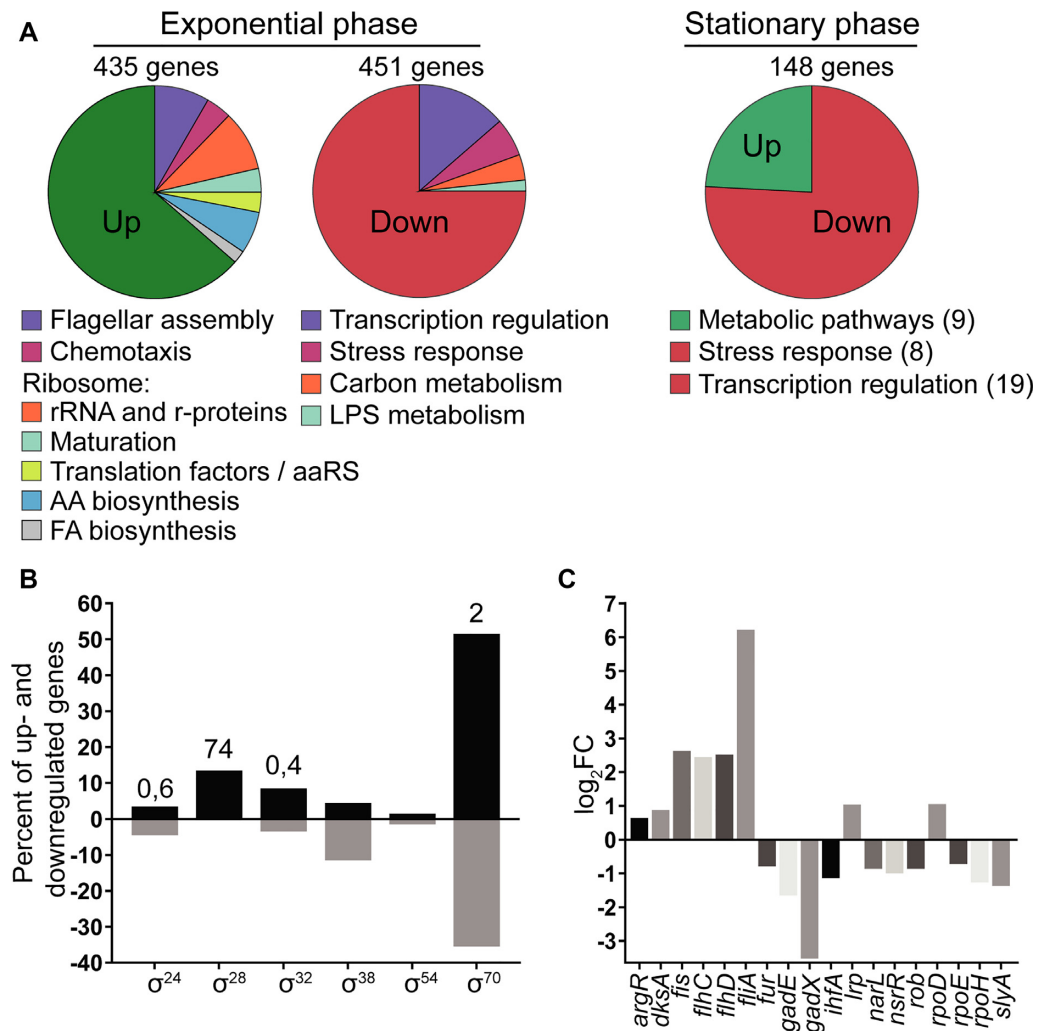 A
Exponential phase
Stationary phase
435 genes
451 genes
148 genes
Up
Down
Up
Down
Flagellar assembly
Chemotaxis
Ribosome:
rRNA and r-proteins
Maturation
Translation factors / aaRS
AA biosynthesis
FA biosynthesis
Transcription regulation
Stress response
Carbon metabolism
LPS metabolism
Metabolic pathways (9)
Stress response (8)
Transcription regulation (19)
B
Percent of up- and
downregulated genes
60
50
40
30
20
10
0
-10
-20
-30
-40
0,6
74
0,4
2
σ²⁴
σ²⁸
σ³²
σ³⁸
σ⁵⁴
σ⁷⁰
C
log₂FC
7
6
5
4
3
2
1
0
-1
-2
-3
argR
dksA
fis
flhC
flhD
fliA
fur
gadE
gadX
ihfA
lrp
narL
nsrR
rob
rpoD
rpoE
rpoH
slyA